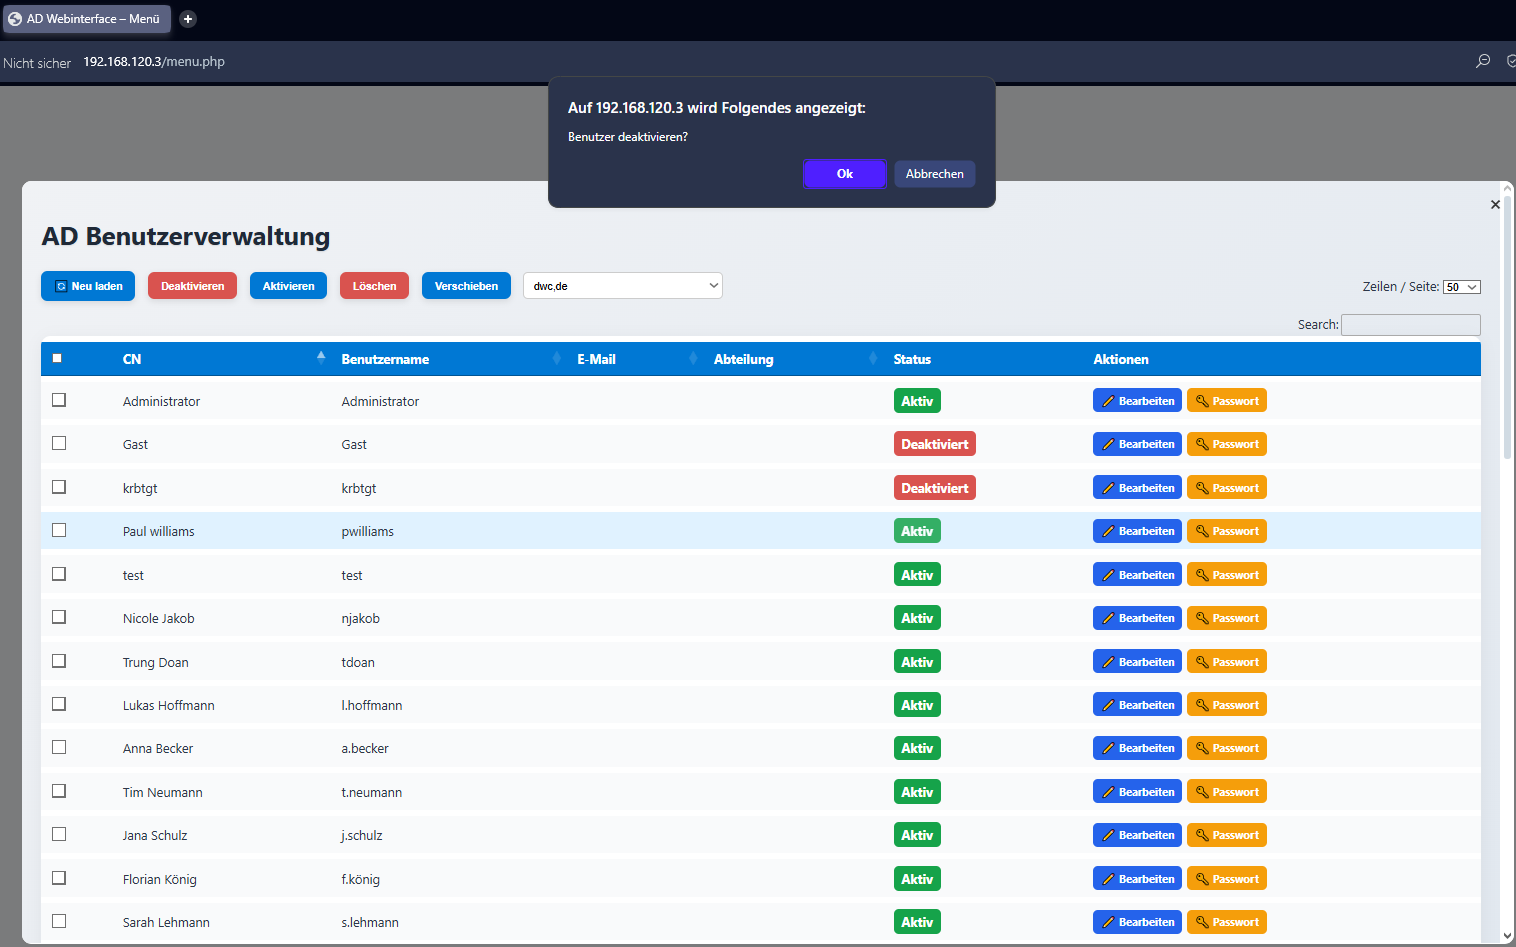 AD Webinterface – Menü
Nicht sicher 192.168.120.3/menu.php
Auf 192.168.120.3 wird Folgendes angezeigt:
Benutzer deaktivieren?
Ok Abbrechen
AD Benutzerverwaltung
Neu laden Deaktivieren Aktivieren Löschen Verschieben dwc,de
Zeilen / Seite: 50
Search:
CN Benutzername E-Mail Abteilung Status Aktionen
Administrator Administrator Aktiv Bearbeiten Passwort
Gast Gast Deaktiviert Bearbeiten Passwort
krbtgt krbtgt Deaktiviert Bearbeiten Passwort
Paul williams pwilliams Aktiv Bearbeiten Passwort
test test Aktiv Bearbeiten Passwort
Nicole Jakob njakob Aktiv Bearbeiten Passwort
Trung Doan tdoan Aktiv Bearbeiten Passwort
Lukas Hoffmann l.hoffmann Aktiv Bearbeiten Passwort
Anna Becker a.becker Aktiv Bearbeiten Passwort
Tim Neumann t.neumann Aktiv Bearbeiten Passwort
Jana Schulz j.schulz Aktiv Bearbeiten Passwort
Florian König f.könig Aktiv Bearbeiten Passwort
Sarah Lehmann s.lehmann Aktiv Bearbeiten Passwort